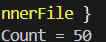 nnerFile }
Count = 50